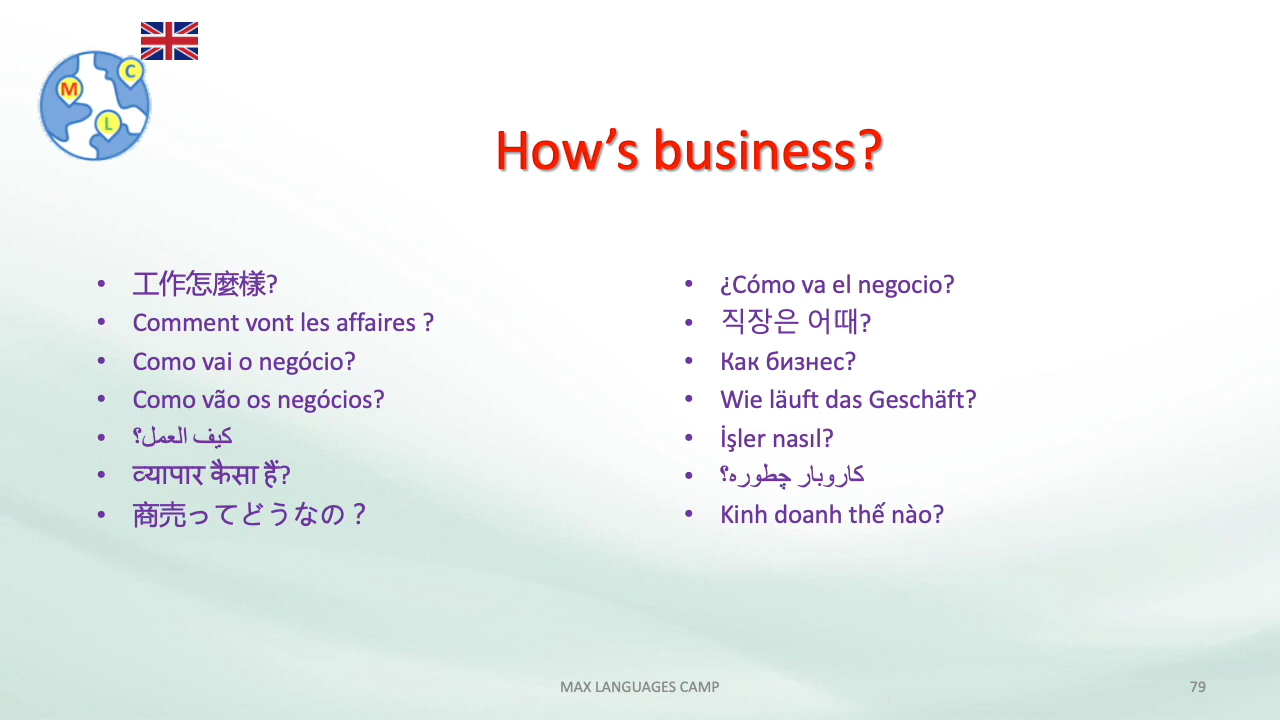 M
C
L
How’s business?
• 工作怎麼樣?
• Comment vont les affaires ?
• Como vai o negócio?
• Como vão os negócios?
• كيف العمل؟
• व्यापार कैसा हैं?
• 商売ってどうなの？
• ¿Cómo va el negocio?
• 직장은 어때?
• Как бизнес?
• Wie läuft das Geschäft?
• İşler nasıl?
• کاروبار چطوره؟
• Kinh doanh thế nào?
MAX LANGUAGES CAMP
79